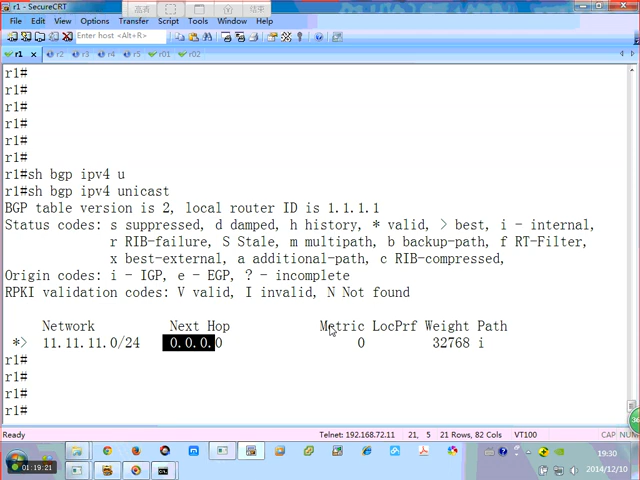 r1 - SecureCRT
高清
结束
File Edit View Options Transfer Script Tools Window Help
Enter host <Alt+R>
r1 × r2 r3 r4 r5 r01 r02
r1#
r1#
r1#
r1#
r1#
r1#
r1#sh bgp ipv4 u
r1#sh bgp ipv4 unicast
BGP table version is 2, local router ID is 1.1.1.1
Status codes: s suppressed, d damped, h history, * valid, > best, i - internal,
r RIB-failure, S Stale, m multipath, b backup-path, f RT-Filter,
x best-external, a additional-path, c RIB-compressed,
Origin codes: i - IGP, e - EGP, ? - incomplete
RPKI validation codes: V valid, I invalid, N Not found
Network Next Hop Metric LocPrf Weight Path
*> 11.11.11.0/24 0.0.0.0 0 32768 i
r1#
r1#
r1#
r1#
Ready Telnet: 192.168.72.11 21, 5 21 Rows, 82 Cols VT100 CAP NUM
01:19:21
19:30
2014/12/10